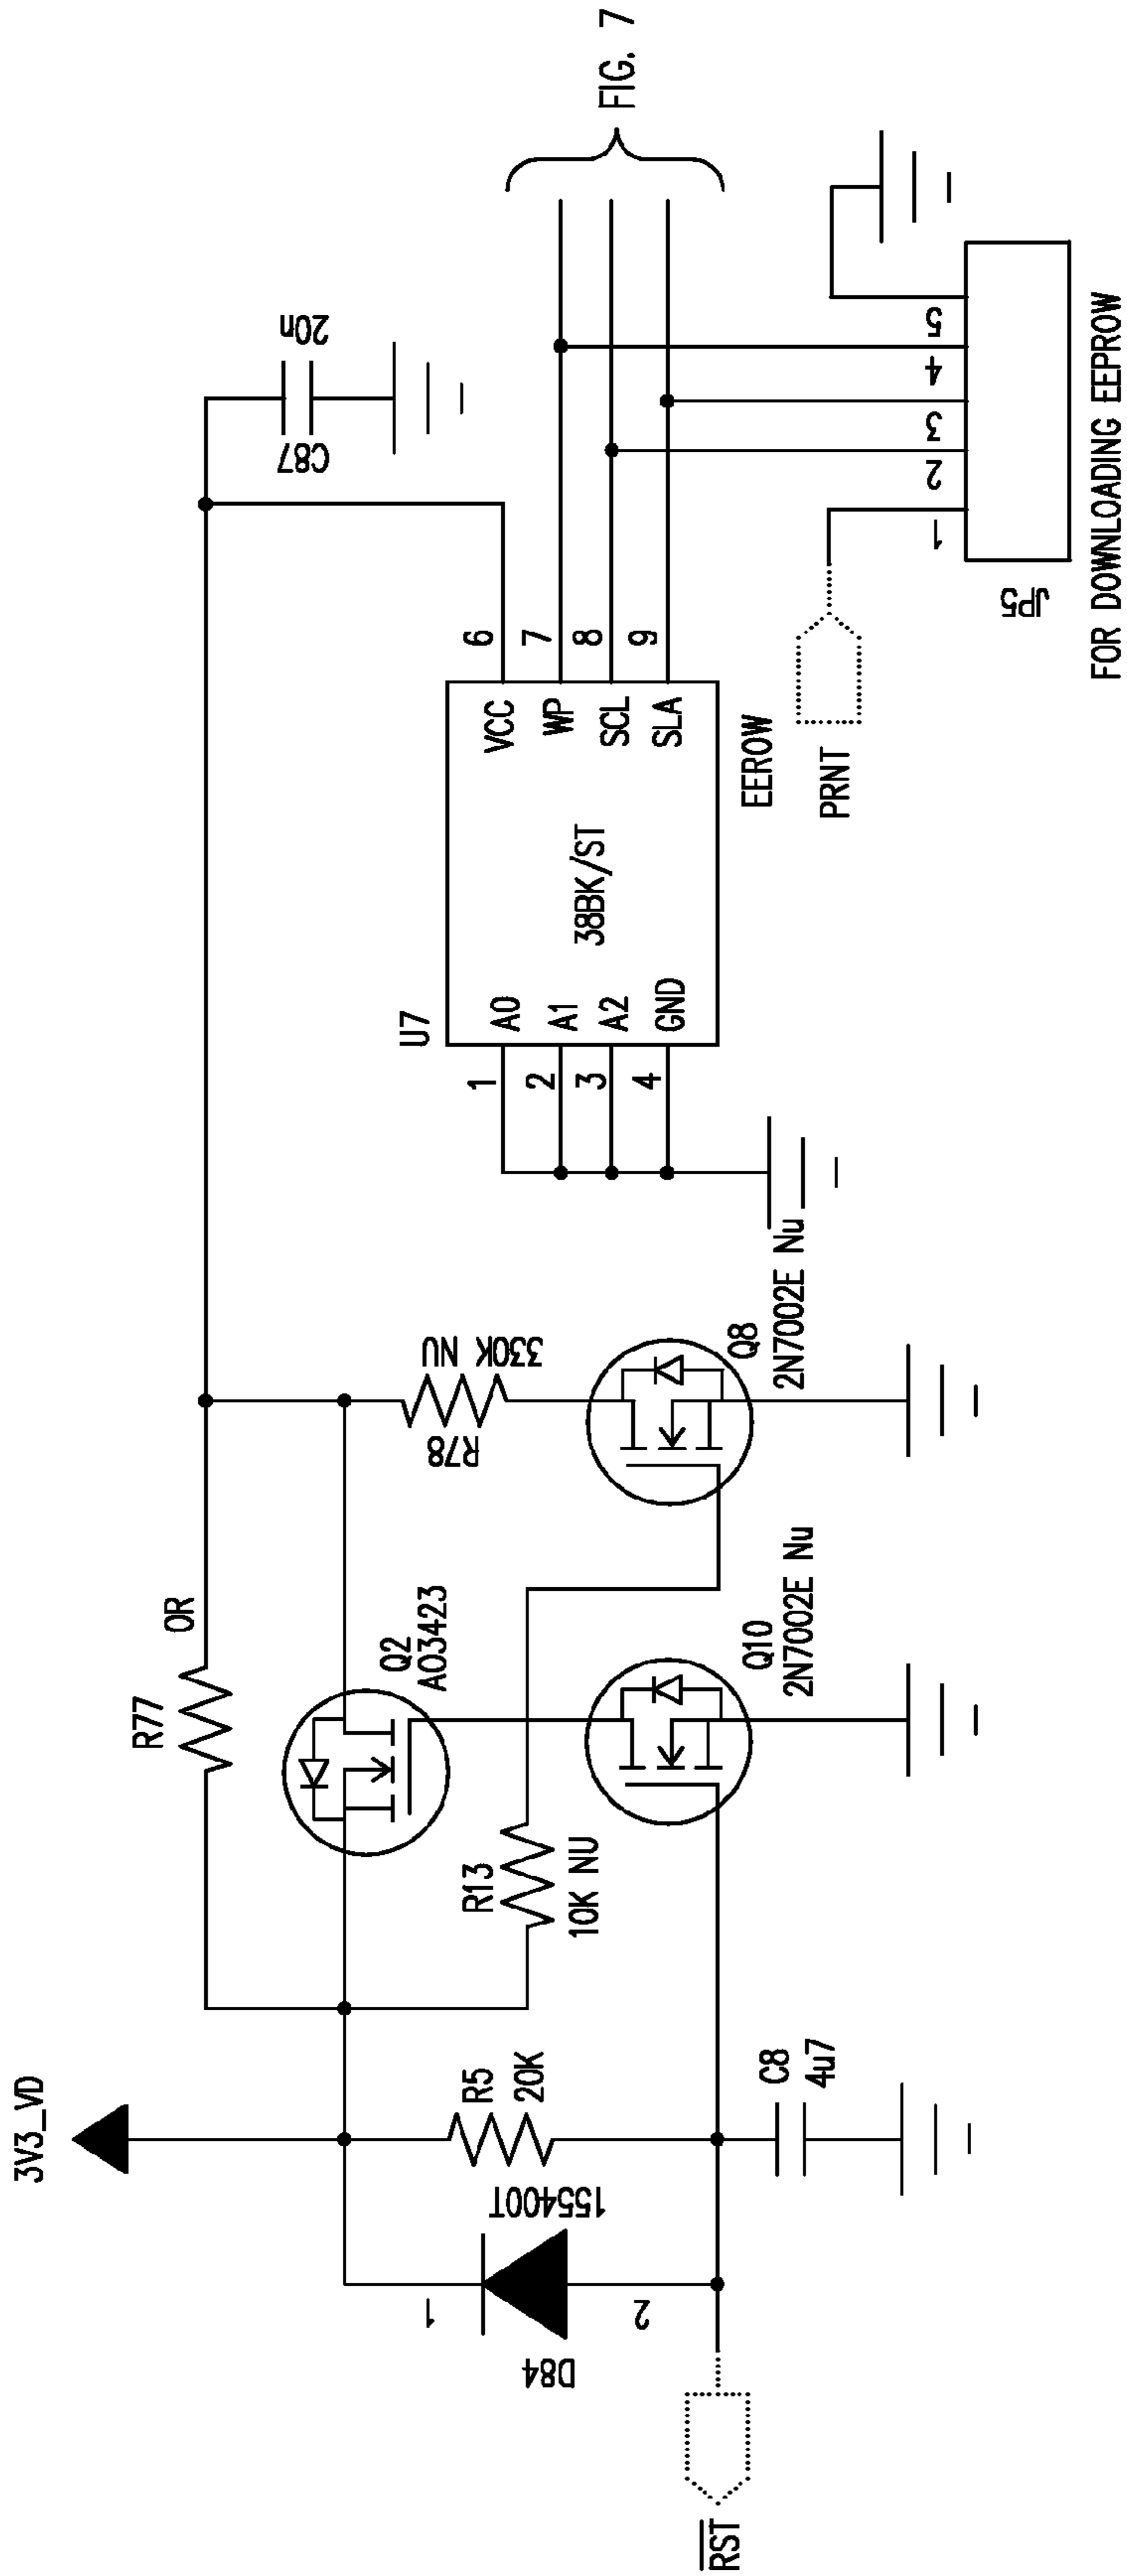 3V3_VD
R77
0R
C87
20n
Q2
AO3423
R13
10K NU
R78
330K NU
R5
20K
155400T
D84
1
2
C8
4u7
RST
Q10
2N7002E Nu
Q8
2N7002E Nu
U7
1
2
3
4
A0
A1
A2
GND
38BK/ST
VCC
WP
SCL
SLA
6
7
8
9
EEROW
FIG. 7
PRNT
1
2
3
4
5
JP5
FOR DOWNLOADING EEPROW